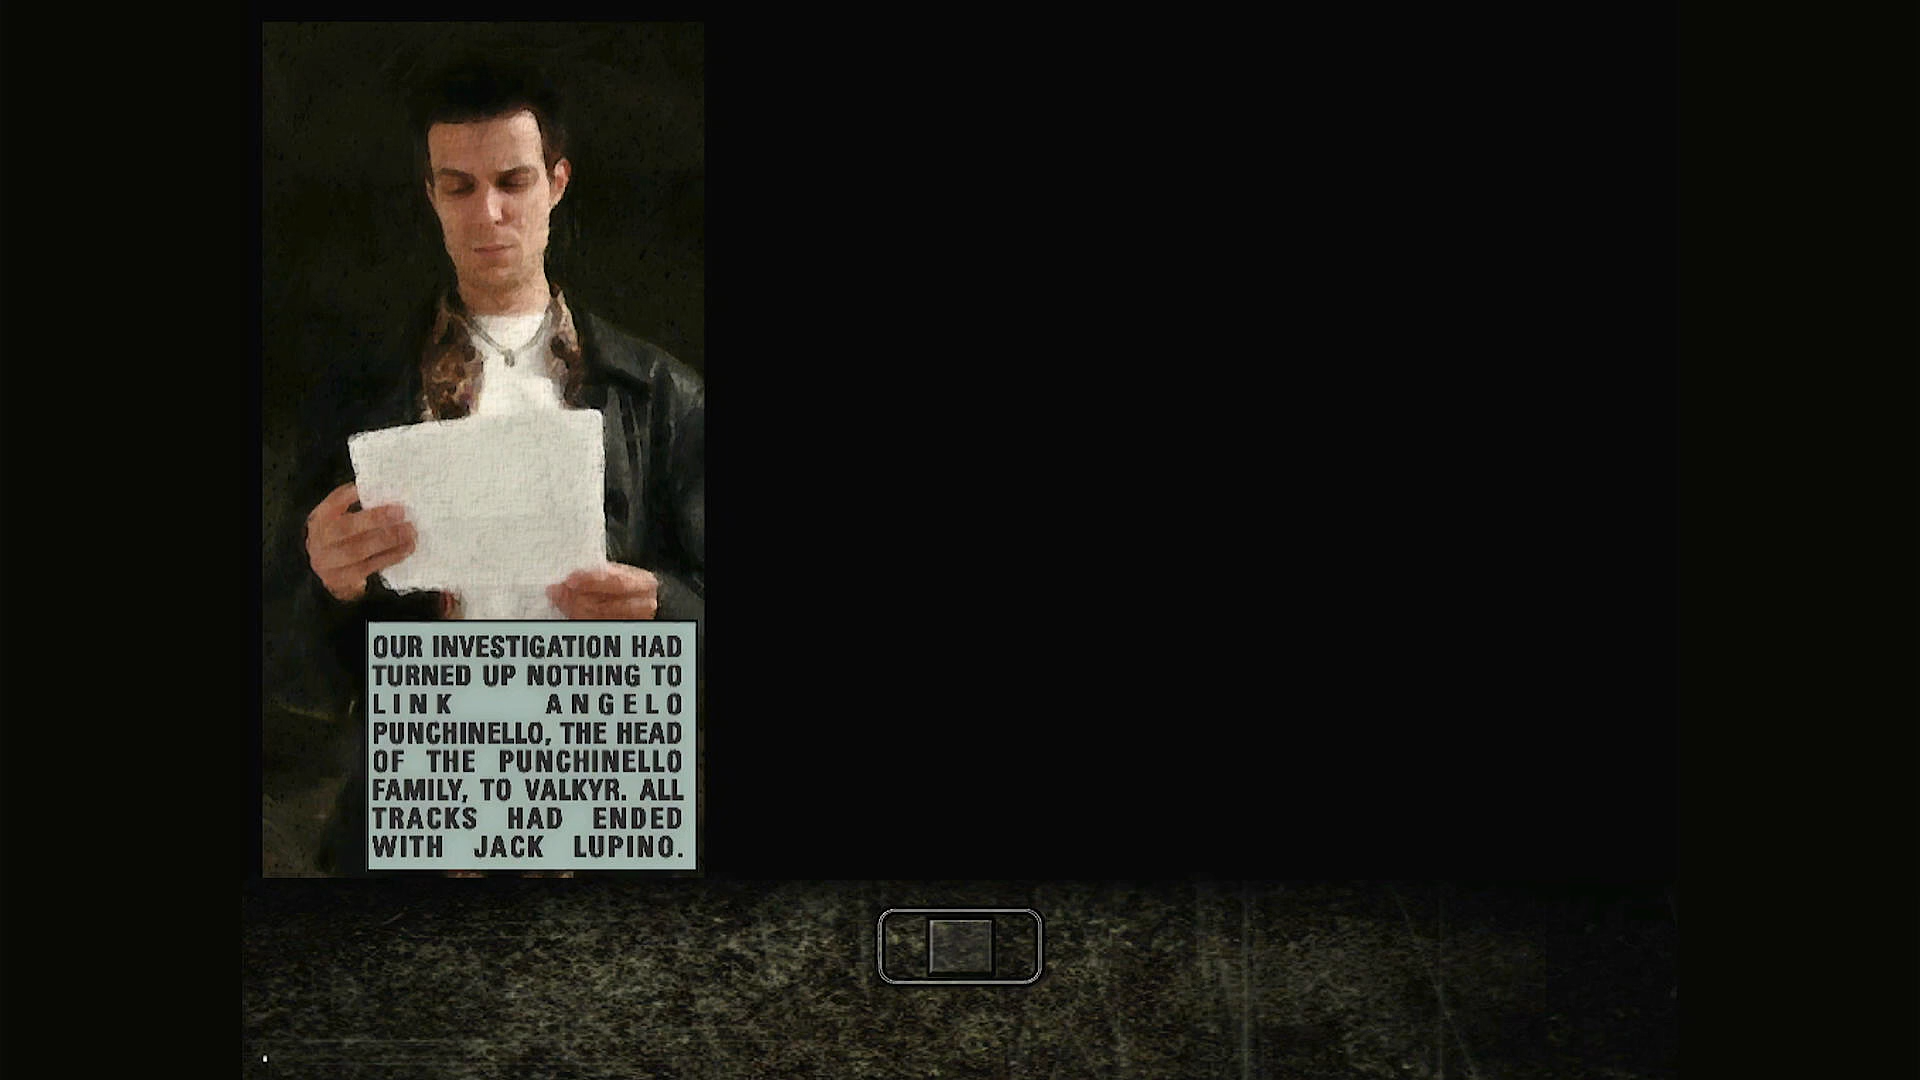 OUR INVESTIGATION HAD
TURNED UP NOTHING TO
LINK ANGELO
PUNCHINELLO, THE HEAD
OF THE PUNCHINELLO
FAMILY, TO VALKYR. ALL
TRACKS HAD ENDED
WITH JACK LUPINO.